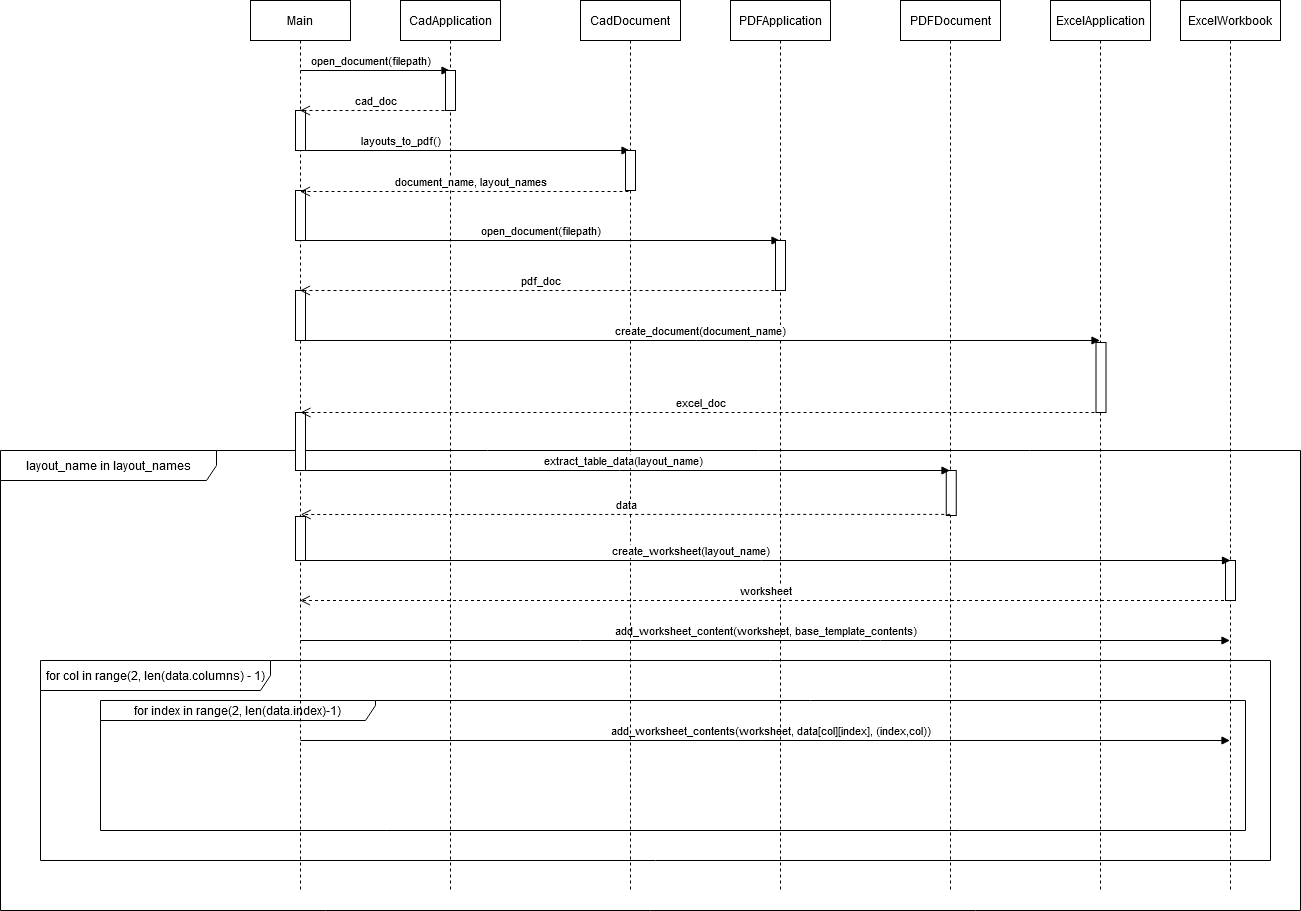 Main
CadApplication
CadDocument
PDFApplication
PDFDocument
ExcelApplication
ExcelWorkbook
open_document(filepath)
cad_doc
layouts_to_pdf()
document_name, layout_names
open_document(filepath)
pdf_doc
create_document(document_name)
excel_doc
layout_name in layout_names
extract_table_data(layout_name)
data
create_worksheet(layout_name)
worksheet
add_worksheet_content(worksheet, base_template_contents)
for col in range(2, len(data.columns) - 1)
for index in range(2, len(data.index)-1)
add_worksheet_contents(worksheet, data[col][index], (index,col))